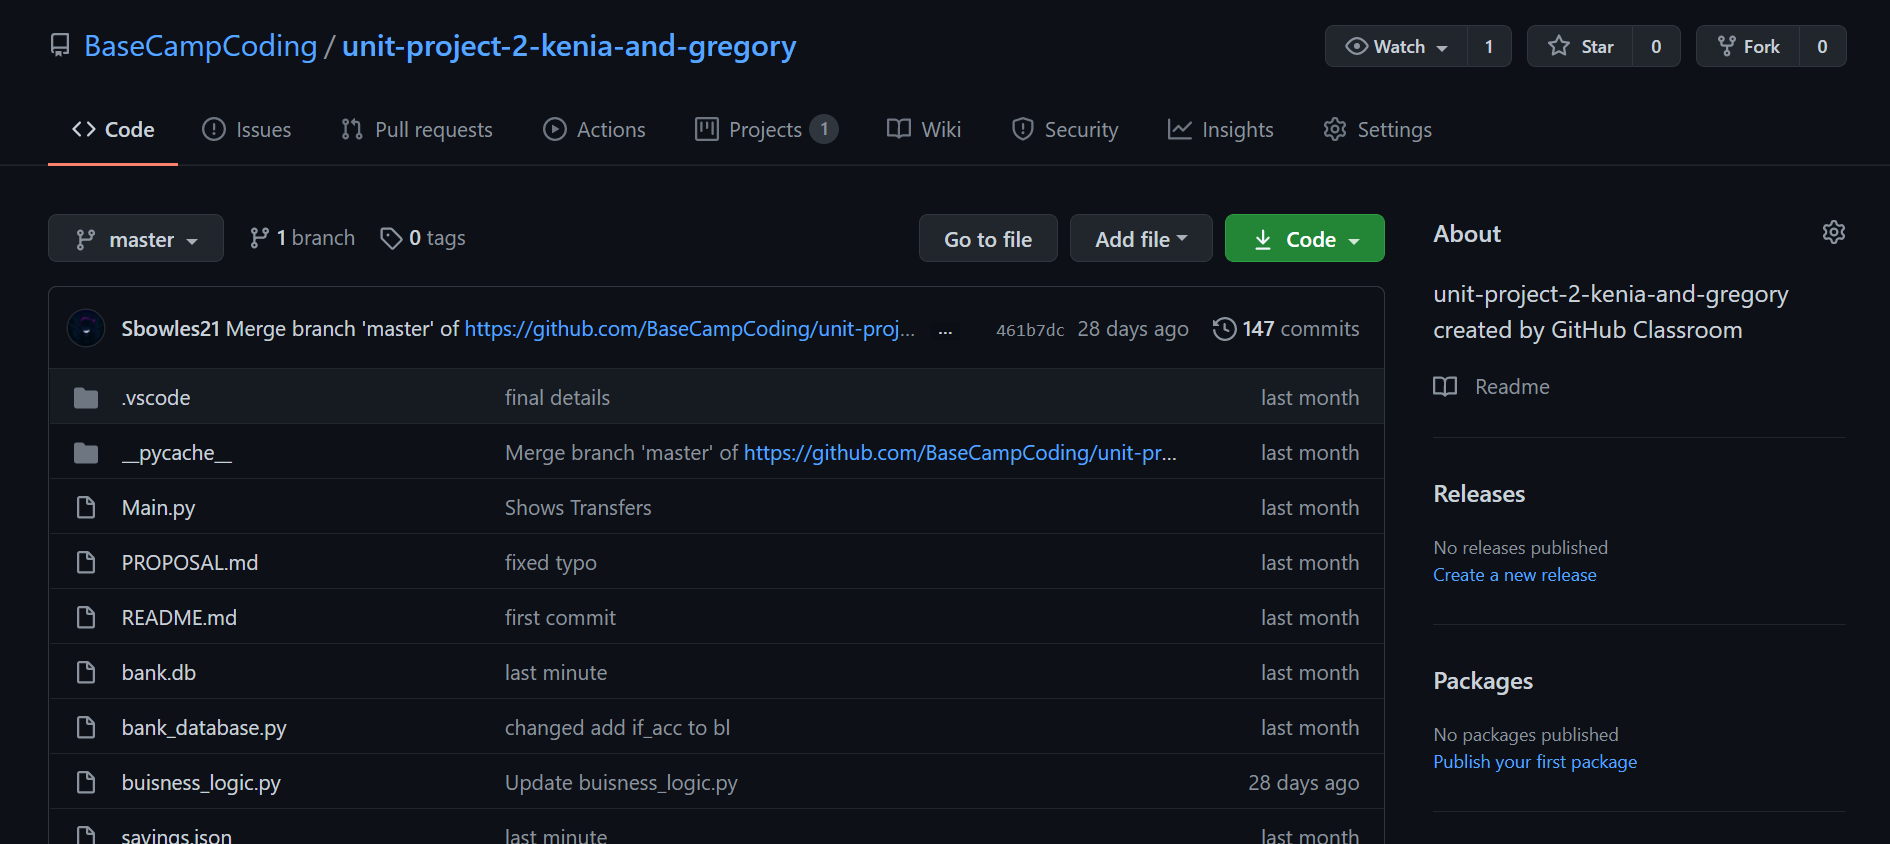 BaseCampCoding / unit-project-2-kenia-and-gregory
Watch 1 Star 0 Fork 0
Code Issues Pull requests Actions Projects 1 Wiki Security Insights Settings
master 1 branch 0 tags Go to file Add file Code
Sbowles21 Merge branch 'master' of https://github.com/BaseCampCoding/unit-proj... ... 461b7dc 28 days ago 147 commits
.vscode final details last month
__pycache__ Merge branch 'master' of https://github.com/BaseCampCoding/unit-pr... last month
Main.py Shows Transfers last month
PROPOSAL.md fixed typo last month
README.md first commit last month
bank.db last minute last month
bank_database.py changed add if_acc to bl last month
buisness_logic.py Update buisness_logic.py 28 days ago
savings.json last minute last month
About
unit-project-2-kenia-and-gregory
created by GitHub Classroom
Readme
Releases
No releases published
Create a new release
Packages
No packages published
Publish your first package